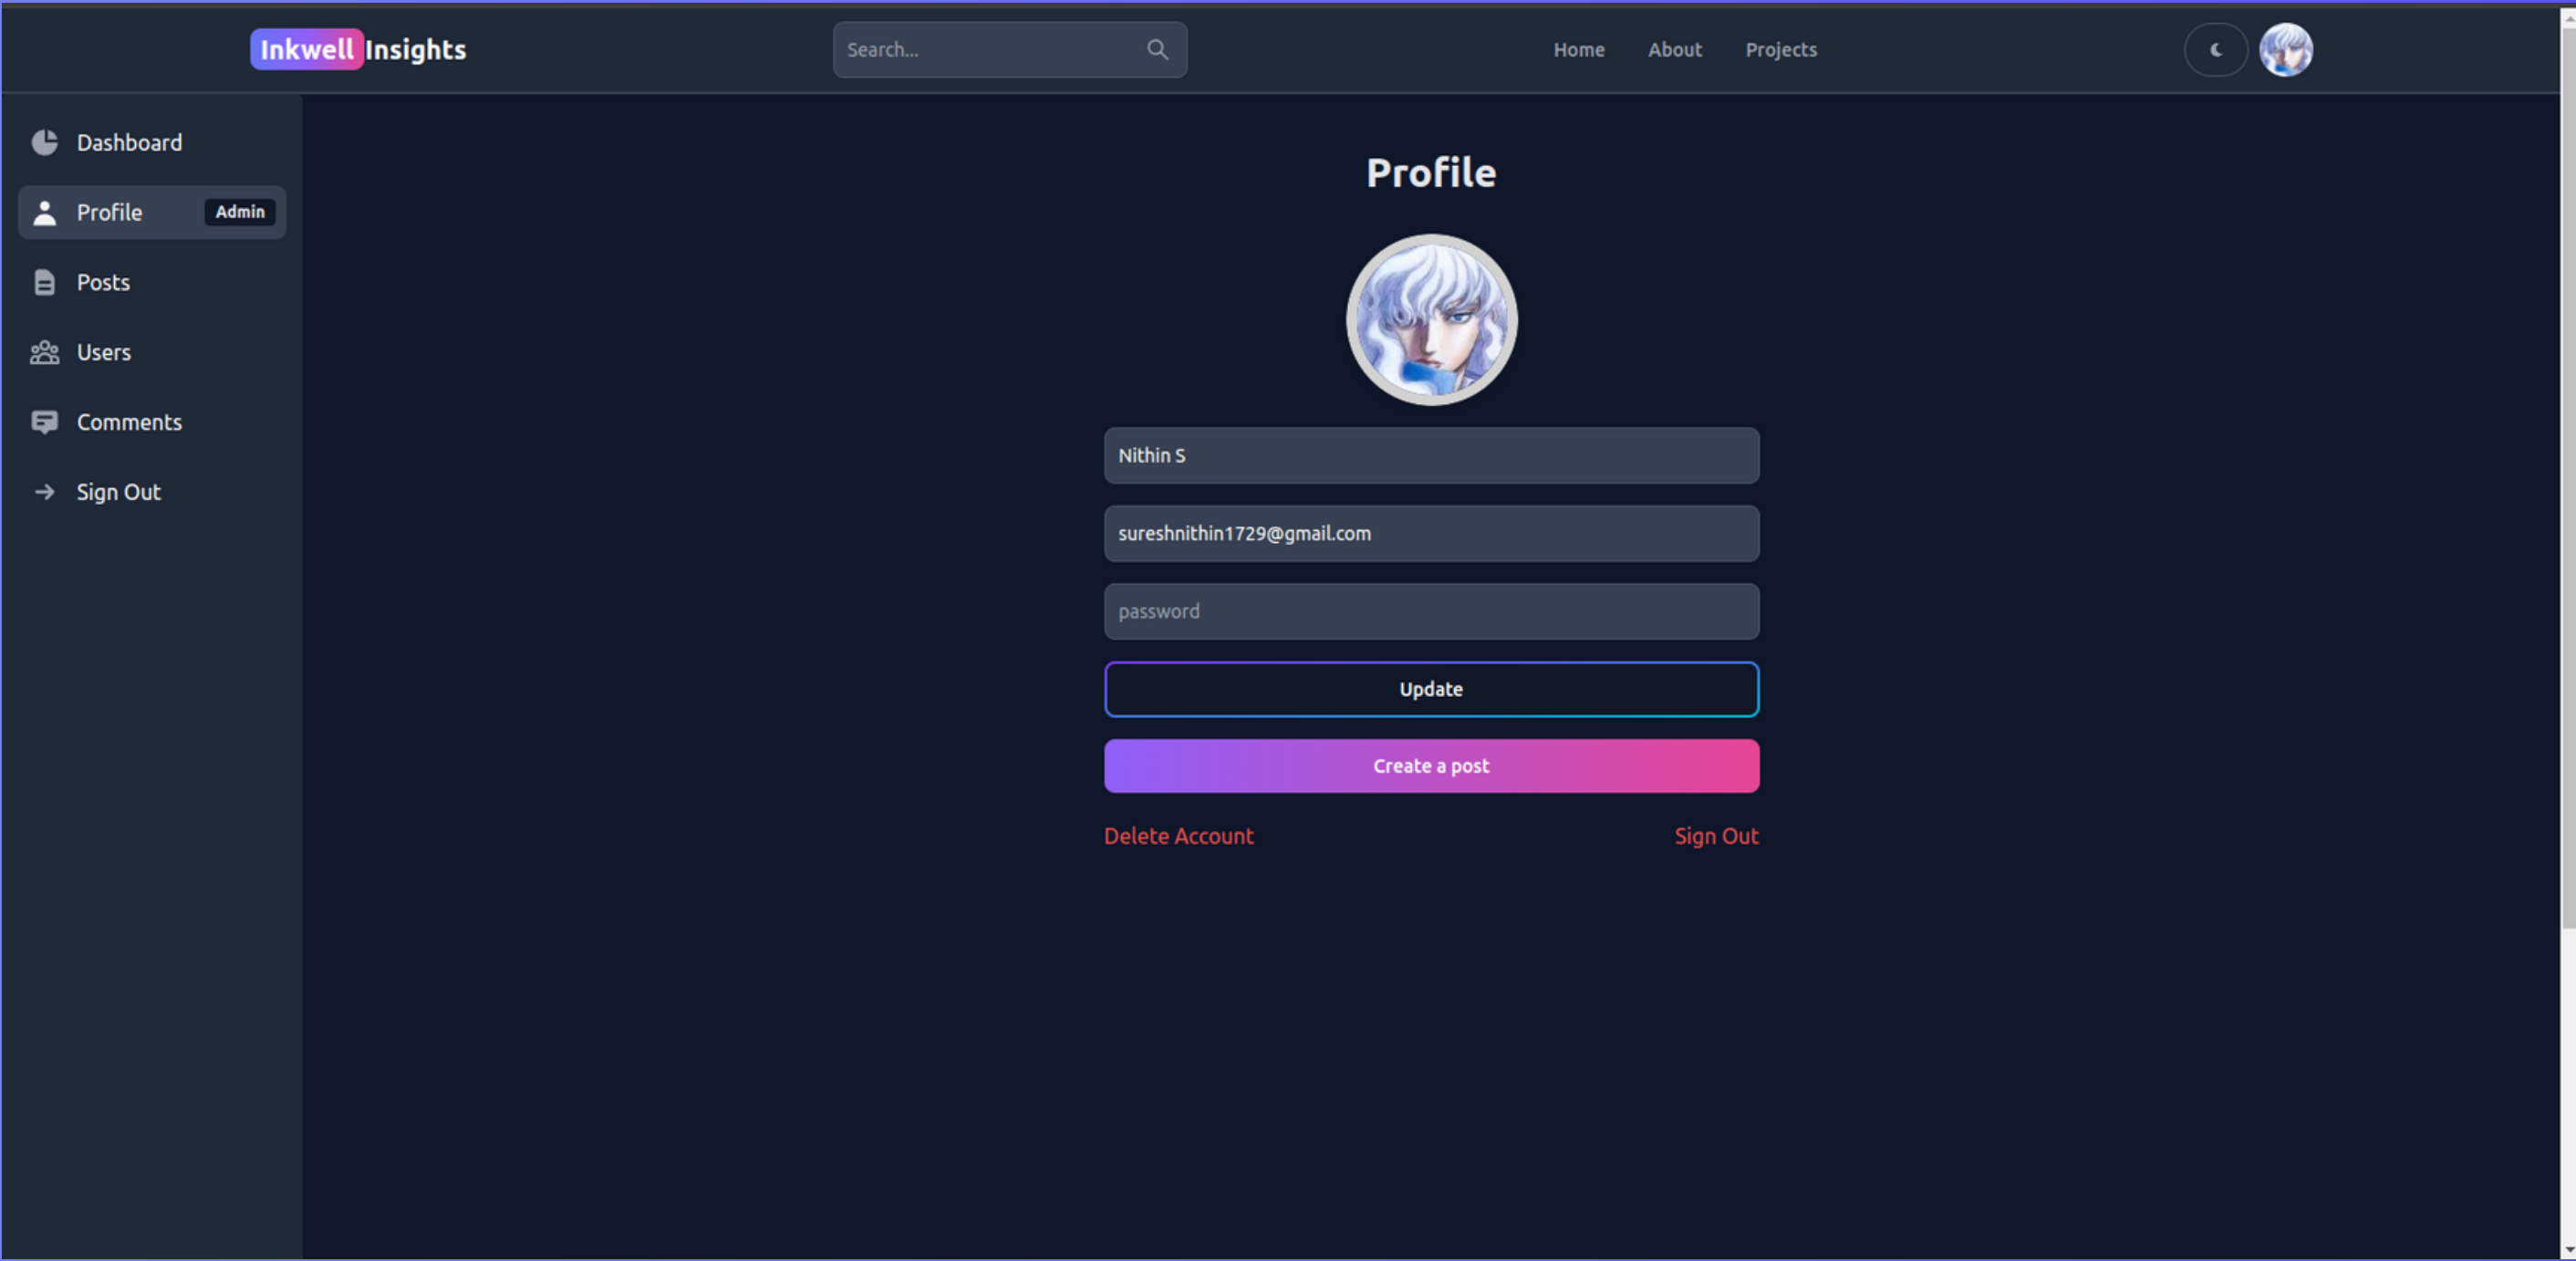 Inkwell Insights
Search...
Home About Projects
Dashboard
Profile Admin
Posts
Users
Comments
Sign Out
Profile
Nithin S
sureshnithin1729@gmail.com
password
Update
Create a post
Delete Account Sign Out